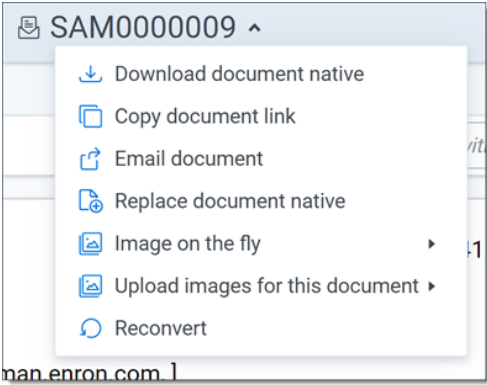 SAM0000009
Download document native
Copy document link
Email document
Replace document native
Image on the fly
41
Upload images for this document
Reconvert
man.enron.com, ]